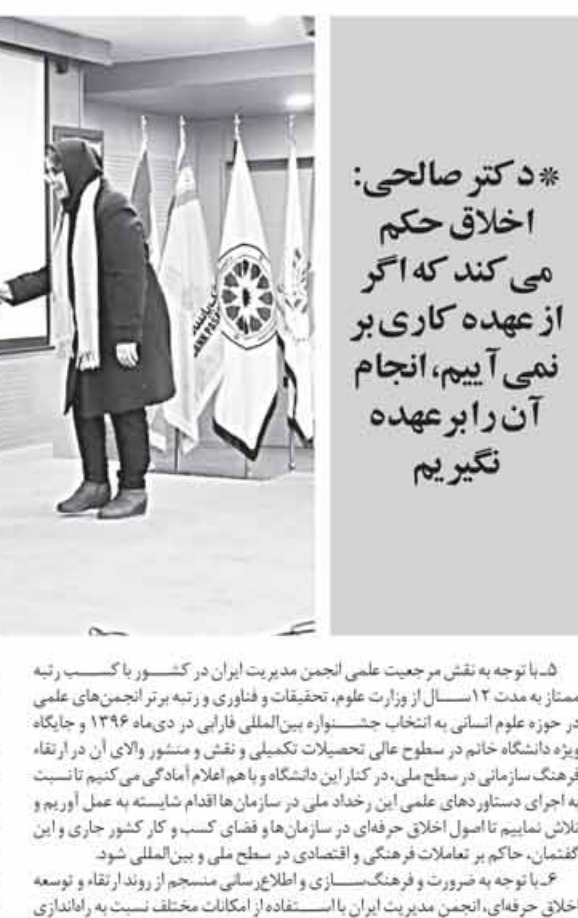 *دکتر صالحی:
اخلاق حکم
می کند که اگر
از عهده کاری بر
نمی آییم، انجام
آن را بر عهده
نگیریم
۵ـ با توجه به نقش مرجعیت علمی انجمن مدیریت ایران در کشـــور با کســـب رتبه
ممتاز به مدت ۱۲ســـال از وزارت علوم، تحقیقات و فناوری و رتبه برتر انجمن‌های علمی
در حوزه علوم انسانی به انتخاب جشـــنواره بین‌المللی فارابی در دی‌ماه ۱۳۹۶ و جایگاه
ویژه دانشگاه خاتم در سطوح عالی تحصیلات تکمیلی و نقش و منشور والای آن در ارتقاء
فرهنگ سازمانی در سطح ملی، در کنار این دانشگاه و با هم اعلام آمادگی می کنیم تا نسبت
به اجرای دستاوردهای علمی این رخداد ملی در سازمان‌ها اقدام شایسته به عمل آوریم و
تلاش نماییم تا اصول اخلاق حرفه‌ای در سازمان‌ها و فضای کسب و کار کشور جاری و این
گفتمان، حاکم بر تعاملات فرهنگی و اقتصادی در سطح ملی و بین‌المللی شود.
۶ـ با توجه به ضرورت و فرهنگ‌ســـازی و اطلاع‌رسانی منسجم از روند ارتقاء و توسعه
اخلاق حرفه‌ای، انجمن مدیریت ایران با اســـتفاده از امکانات مختلف نسبت به راه‌اندازی